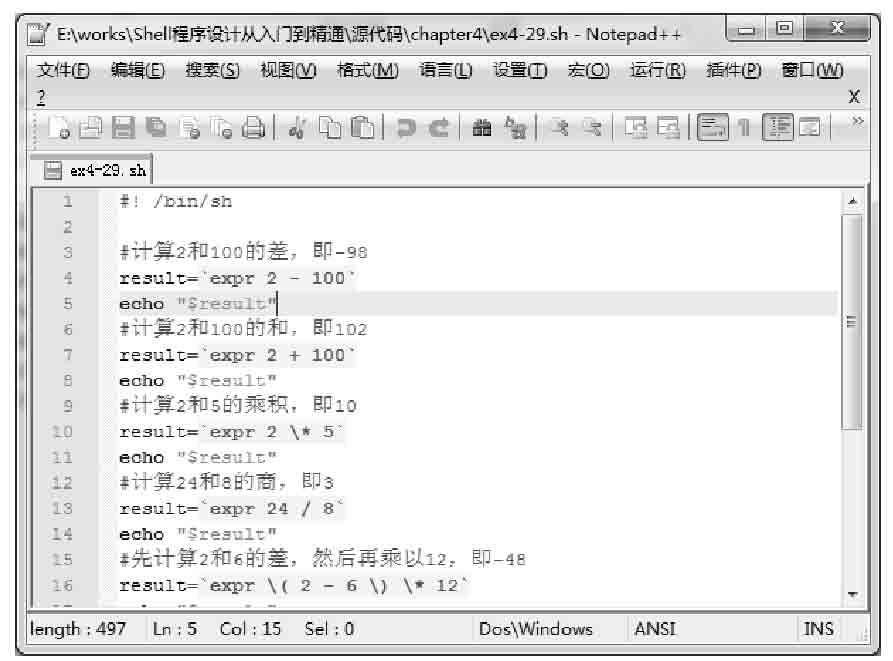 E:\works\Shell程序设计从入门到精通\源代码\chapter4\ex4-29.sh - Notepad++
文件(F) 编辑(E) 搜索(S) 视图(V) 格式(M) 语言(L) 设置(T) 宏(O) 运行(R) 插件(P) 窗口(W)
? X
ex4-29.sh
1 #! /bin/sh
2
3 #计算2和100的差，即-98
4 result=`expr 2 - 100`
5 echo "$result"
6 #计算2和100的和，即102
7 result=`expr 2 + 100`
8 echo "$result"
9 #计算2和5的乘积，即10
10 result=`expr 2 \* 5`
11 echo "$result"
12 #计算24和8的商，即3
13 result=`expr 24 / 8`
14 echo "$result"
15 #先计算2和6的差，然后再乘以12，即-48
16 result=`expr \( 2 - 6 \) \* 12`
length : 497 Ln : 5 Col : 15 Sel : 0 Dos\Windows ANSI INS